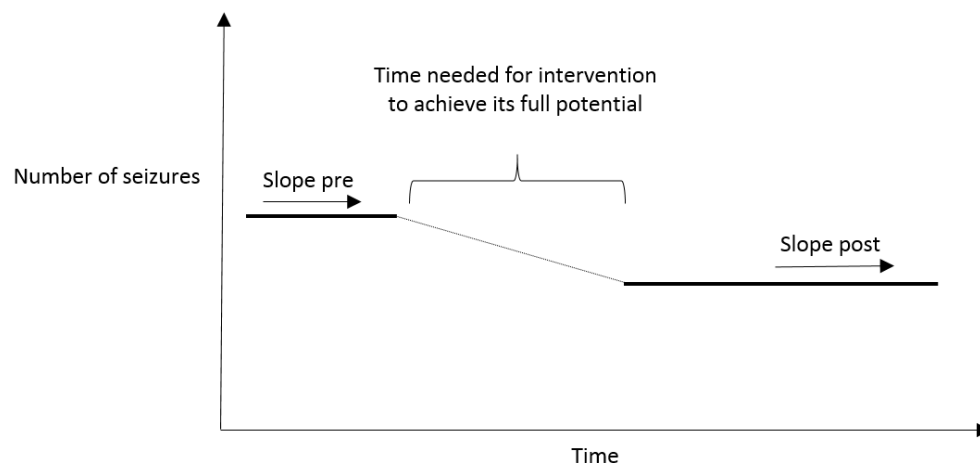 Time needed for intervention
to achieve its full potential
Number of seizures
Slope pre
Slope post
Time